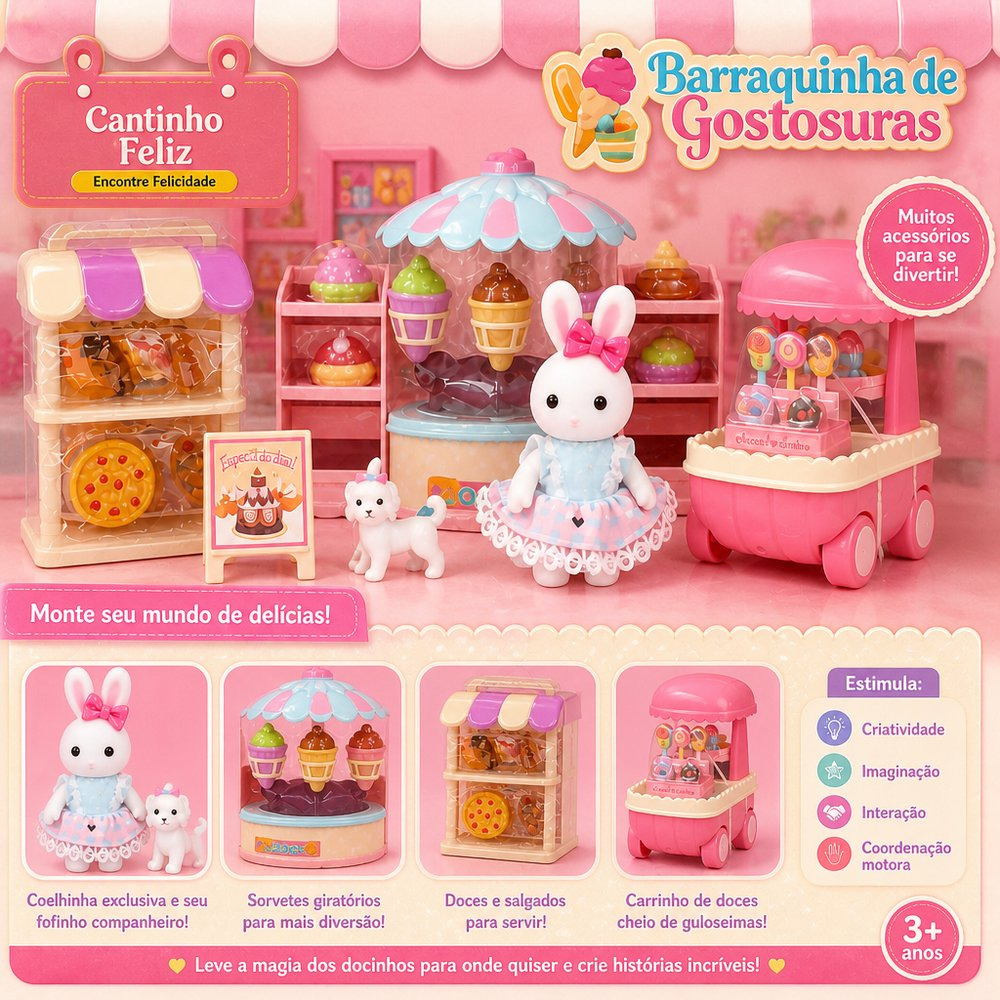 Cantinho
Feliz
Encontre Felicidade
Barraquinha de
Gostosuras
Muitos
acessórios
para se
divertir!
Especial do dia!
Monte seu mundo de delícias!
Coelhinha exclusiva e seu
fofinho companheiro!
Sorvetes giratórios
para mais diversão!
Doces e salgados
para servir!
Carrinho de doces
cheio de guloseimas!
Estimula:
Criatividade
Imaginação
Interação
Coordenação
motora
3+
anos
Leve a magia dos docinhos para onde quiser e crie histórias incríveis!